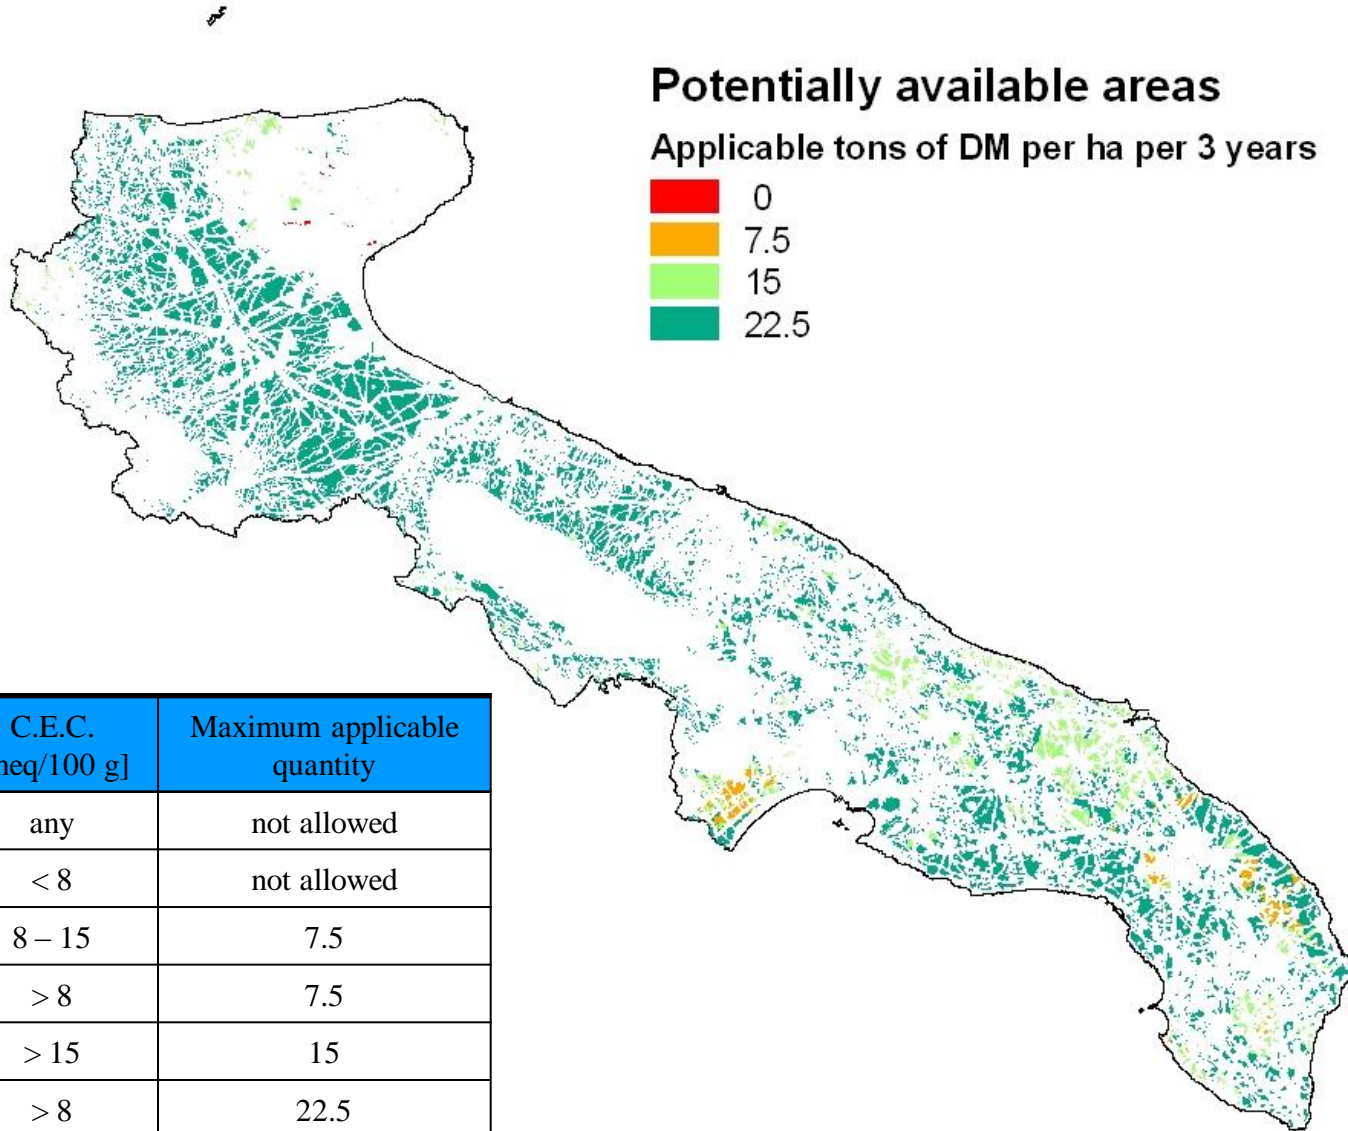 Potentially available areas
Applicable tons of DM per ha per 3 years
0
7.5
15
22.5
C.E.C. Maximum applicable
eq/100 g] quantity
any not allowed
< 8 not allowed
8 – 15 7.5
> 8 7.5
> 15 15
> 8 22.5